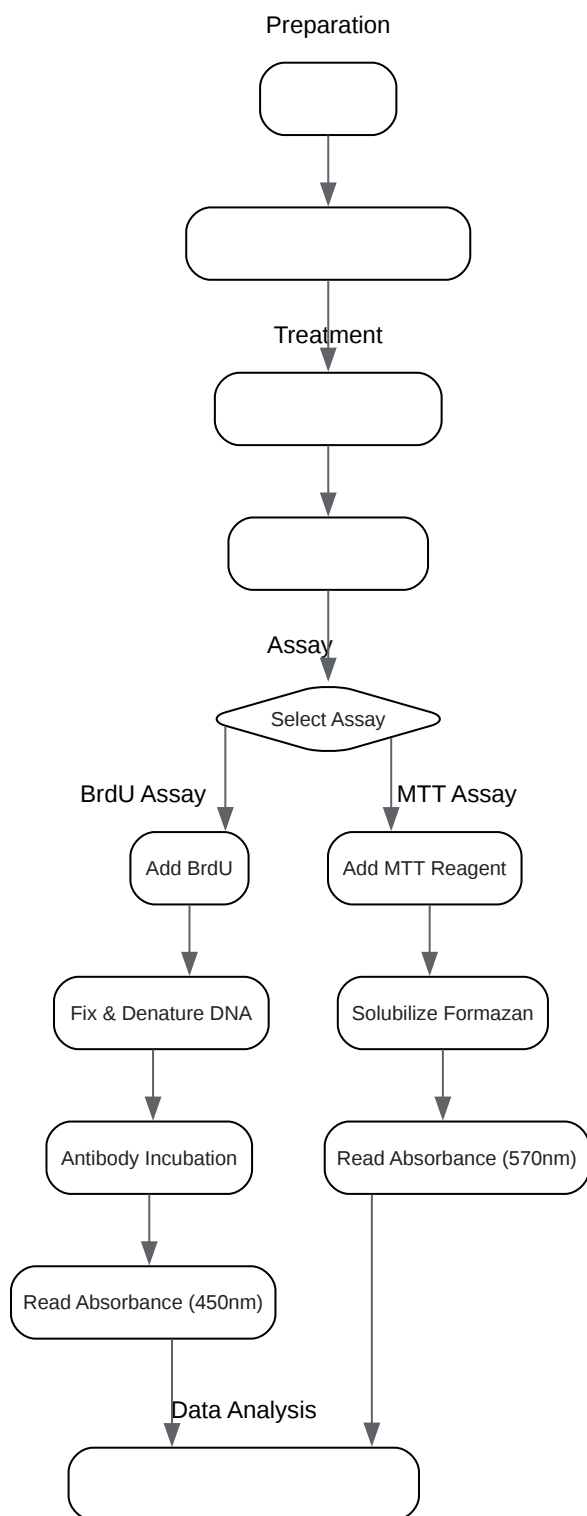 Preparation
Treatment
Assay
Select Assay
BrdU Assay
MTT Assay
Add BrdU
Add MTT Reagent
Fix & Denature DNA
Solubilize Formazan
Antibody Incubation
Read Absorbance (570nm)
Read Absorbance (450nm)
Data Analysis